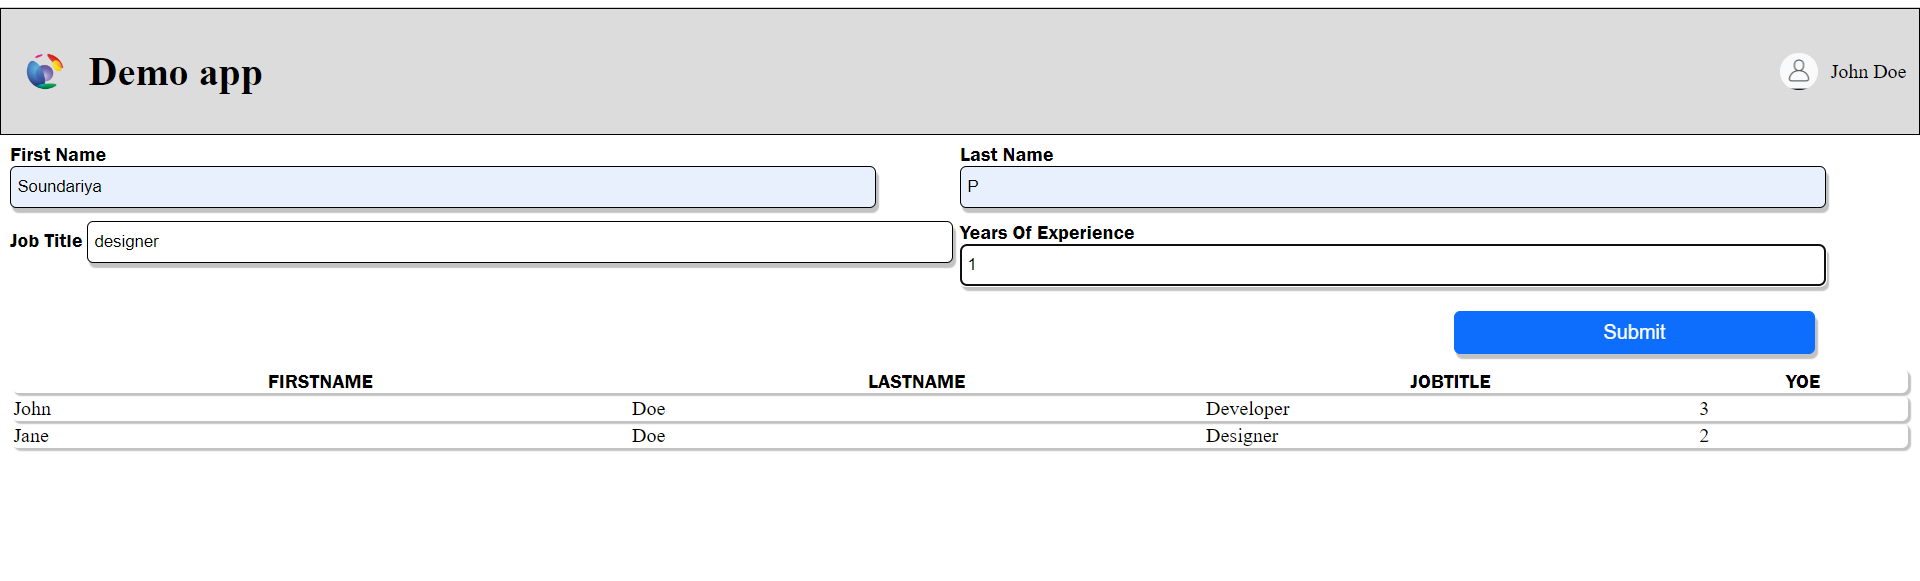 Demo app
John Doe
First Name
Last Name
Soundariya
P
Job Title designer
Years Of Experience
1
Submit
FIRSTNAME LASTNAME JOBTITLE YOE
John Doe Developer 3
Jane Doe Designer 2